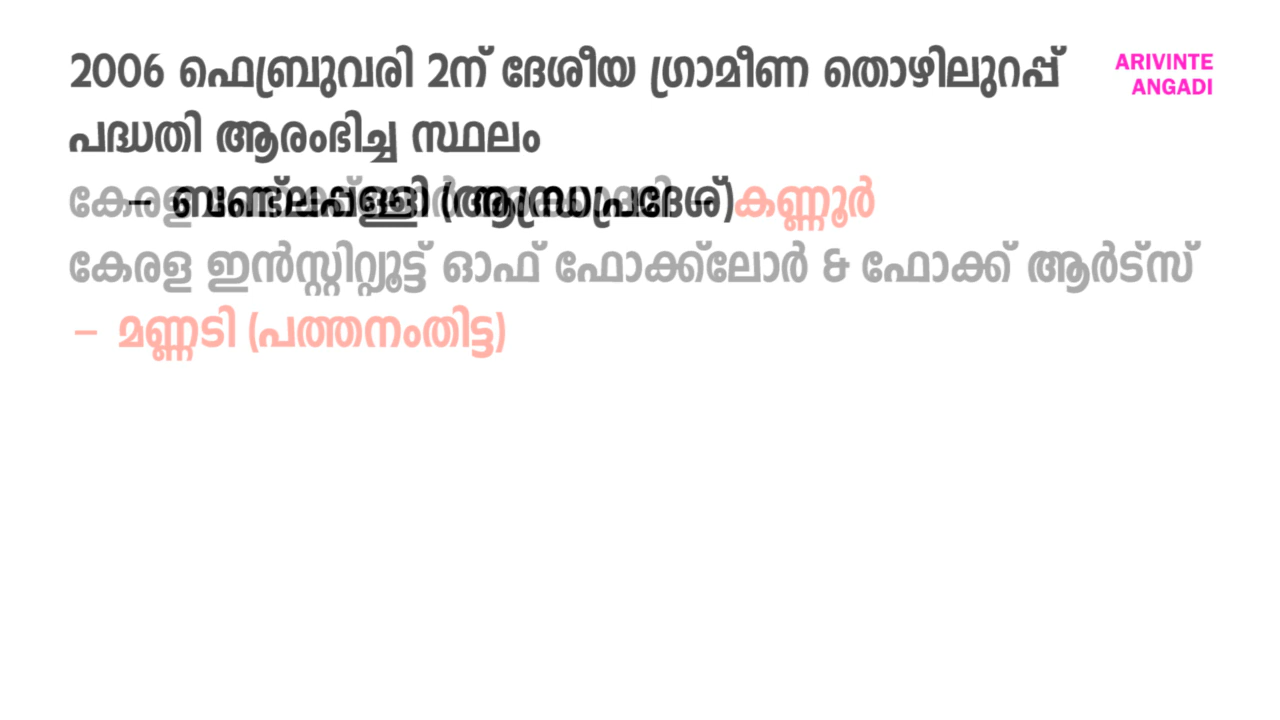 2006 ഫെബ്രുവരി 2ന് ദേശീയ ഗ്രാമീണ തൊഴിലുറപ്പ്
ARIVINTE
ANGADI
പദ്ധതി ആരംഭിച്ച സ്ഥലം
– ബണ്ട്ലപ്പള്ളി (ആന്ധ്രാപ്രദേശ്)
കേരള – കണ്ണൂർ
കേരള ഇൻസ്റ്റിറ്റ്യൂട്ട് ഓഫ് ഫോക്ക്ലോർ & ഫോക്ക് ആർട്സ്
– മണ്ണടി (പത്തനംതിട്ട)